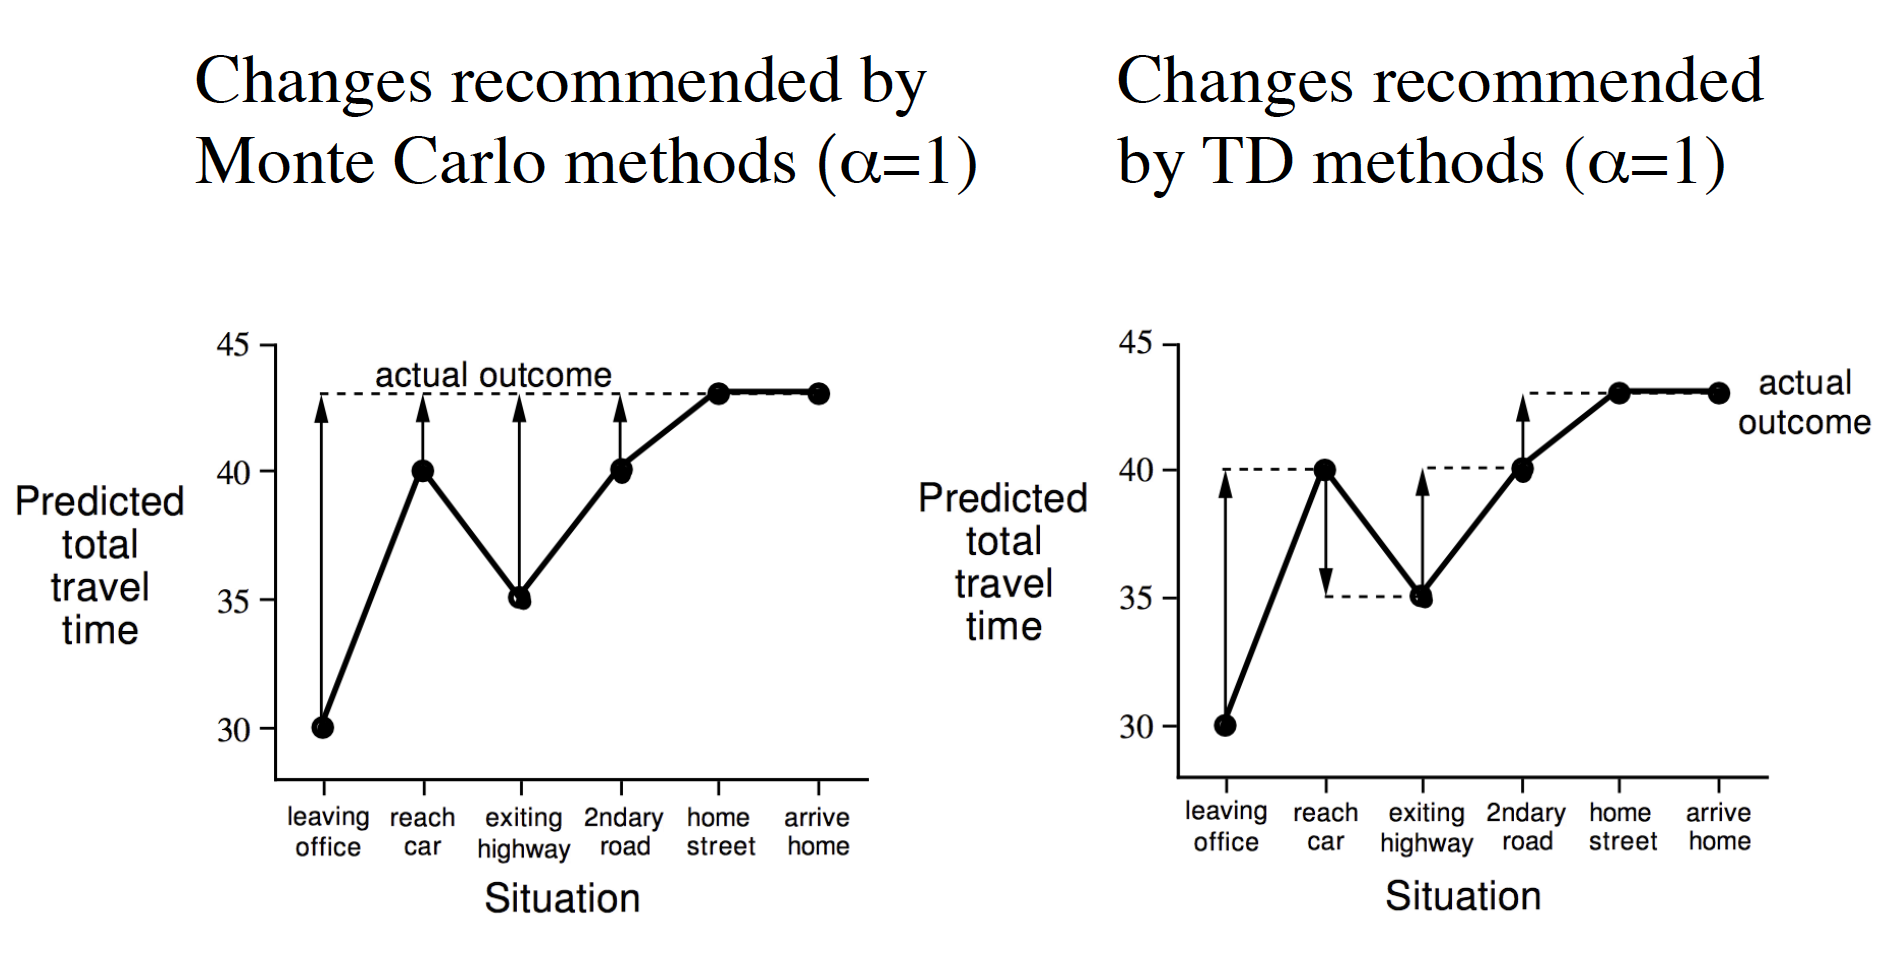 Changes recommended by
Monte Carlo methods (α=1)
Changes recommended
by TD methods (α=1)
45
40
35
30
actual outcome
Predicted
total
travel
time
leaving
office
reach
car
exiting
highway
2ndary
road
home
street
arrive
home
Situation
45
40
35
30
actual
outcome
Predicted
total
travel
time
leaving
office
reach
car
exiting
highway
2ndary
road
home
street
arrive
home
Situation